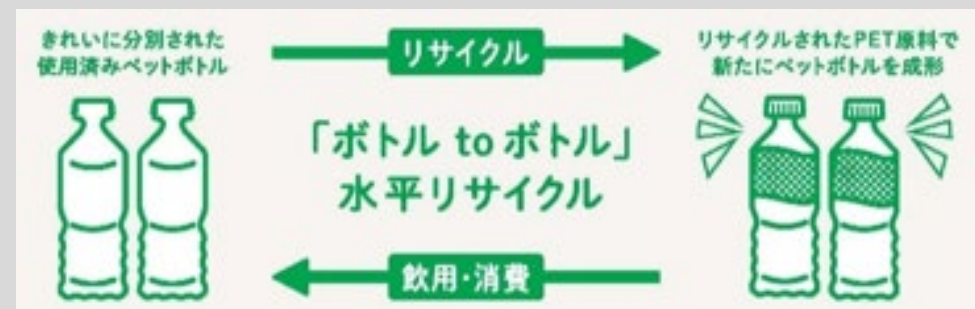 きれいに分別された
使用済みペットボトル
リサイクル
リサイクルされたPET原料で
新たにペットボトルを成形
「ボトル to ボトル」
水平リサイクル
飲用・消費